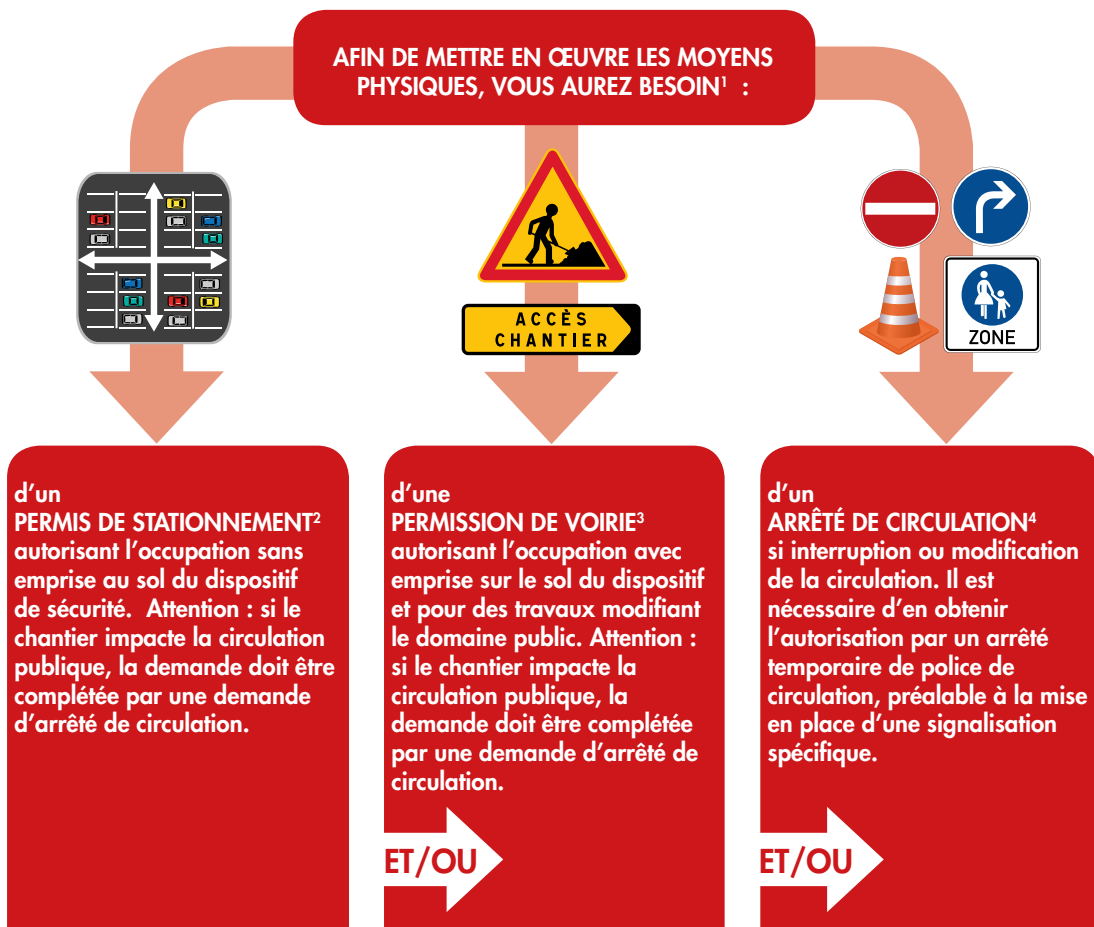 AFIN DE METTRE EN ŒUVRE LES MOYENS
PHYSIQUES, VOUS AUREZ BESOIN¹ :
ACCÈS
CHANTIER
ZONE
d’un
PERMIS DE STATIONNEMENT²
autorisant l’occupation sans
emprise au sol du dispositif
de sécurité. Attention : si le
chantier impacte la circulation
publique, la demande doit être
complétée par une demande
d’arrêté de circulation.
d’une
PERMISSION DE VOIRIE³
autorisant l’occupation avec
emprise sur le sol du dispositif
et pour des travaux modifiant
le domaine public. Attention :
si le chantier impacte la
circulation publique, la
demande doit être complétée
par une demande d’arrêté de
circulation.
ET/OU
d’un
ARRÊTÉ DE CIRCULATION⁴
si interruption ou modification
de la circulation. Il est
nécessaire d’en obtenir
l’autorisation par un arrêté
temporaire de police de
circulation, préalable à la mise
en place d’une signalisation
spécifique.
ET/OU